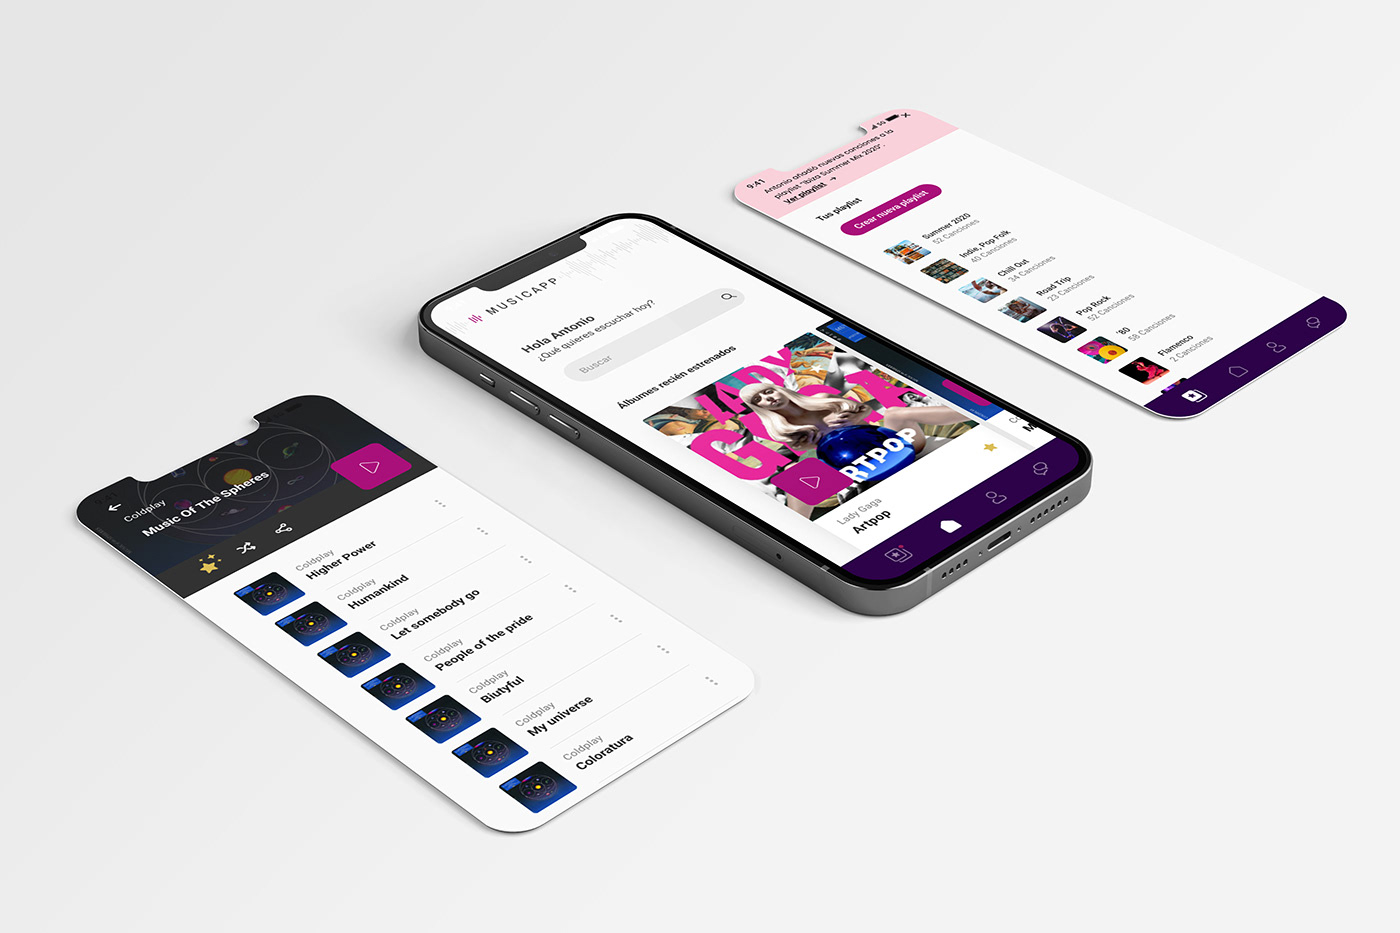 Coldplay
Music Of The Spheres
Coldplay
Higher Power
Coldplay
Humankind
Coldplay
Let somebody go
Coldplay
People of the pride
Coldplay
Biutyful
Coldplay
My universe
Coldplay
Coloratura
MUSICAPP
Hola Antonio
¿Qué quieres escuchar hoy?
Buscar
Álbumes recién estrenados
LADY
GAGA
ARTPOP
Lady Gaga
Artpop
9:41
5G
Antonio añadió nuevas canciones a la
playlist "Ibiza Summer Mix 2020".
Ver playlist →
Tus playlist
Crear nueva playlist
Summer 2020
52 Canciones
Indie, Pop Folk
40 Canciones
Chill Out
34 Canciones
Road Trip
23 Canciones
Pop Rock
52 Canciones
'80
58 Canciones
Flamenco
2 Canciones